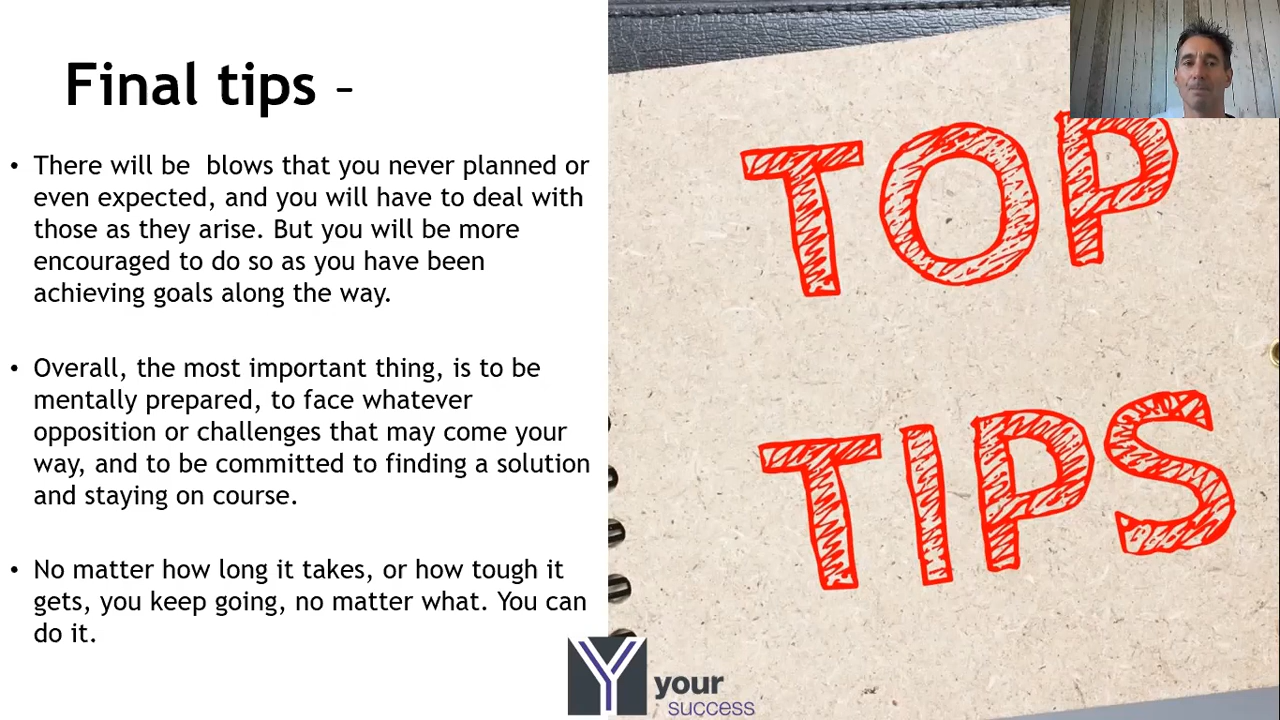 Final tips –
• There will be  blows that you never planned or
even expected, and you will have to deal with
those as they arise. But you will be more
encouraged to do so as you have been
achieving goals along the way.
• Overall, the most important thing, is to be
mentally prepared, to face whatever
opposition or challenges that may come your
way, and to be committed to finding a solution
and staying on course.
• No matter how long it takes, or how tough it
gets, you keep going, no matter what. You can
do it.
TOP
TIPS
Y your
success